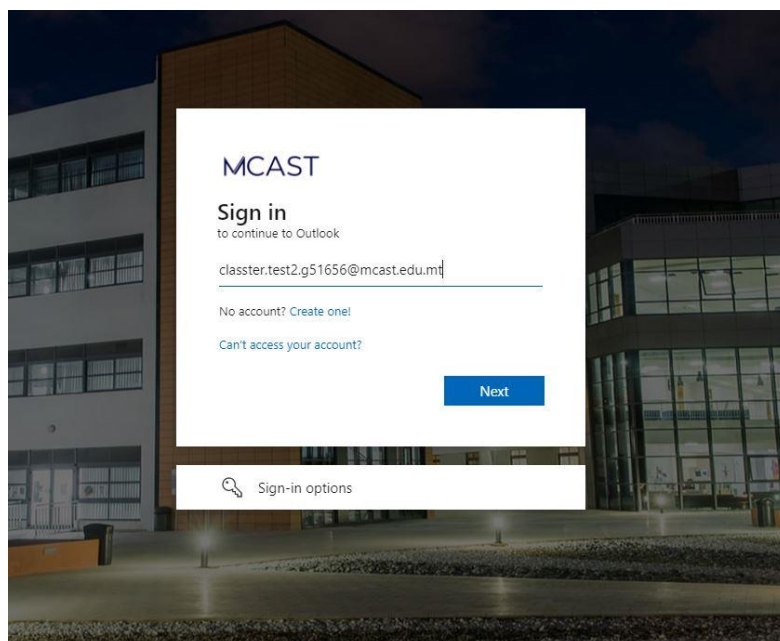 MCAST
Sign in
to continue to Outlook
classter.test2.g51656@mcast.edu.mt
No account? Create one!
Can't access your account?
Next
Sign-in options